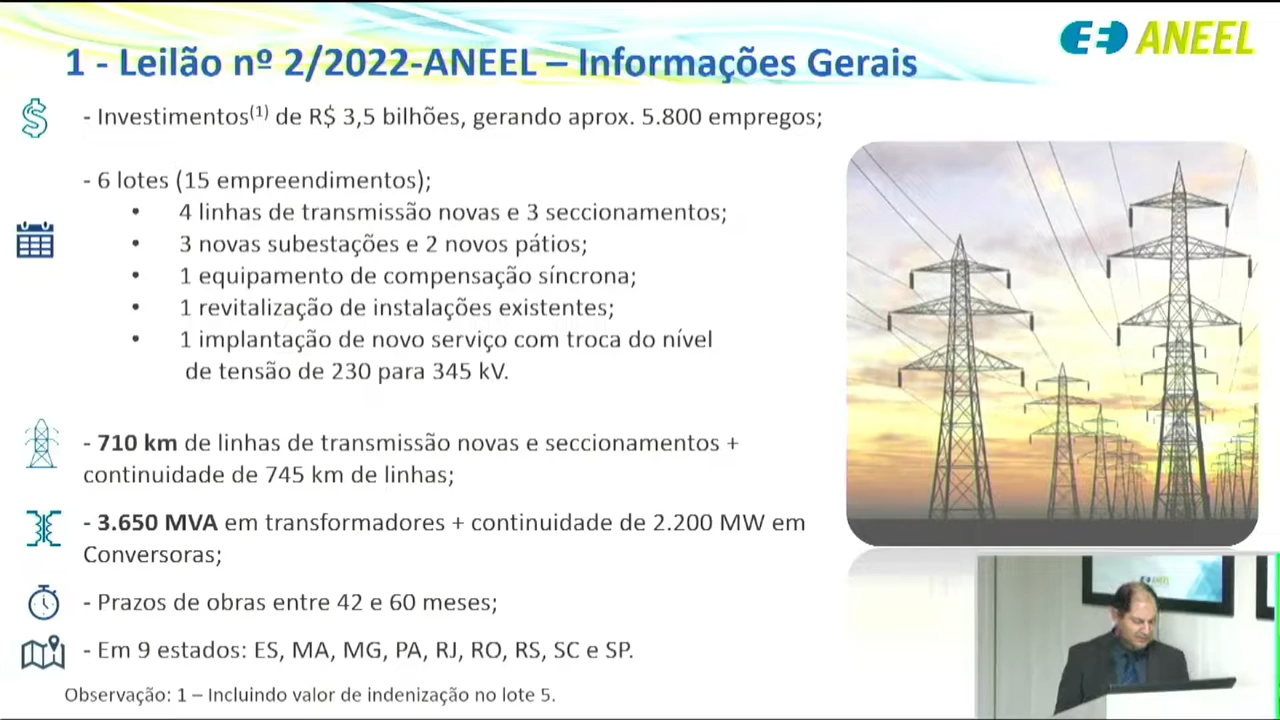 1 - Leilão nº 2/2022-ANEEL – Informações Gerais
ANEEL
- Investimentos(1) de R$ 3,5 bilhões, gerando aprox. 5.800 empregos;
- 6 lotes (15 empreendimentos);
• 4 linhas de transmissão novas e 3 seccionamentos;
• 3 novas subestações e 2 novos pátios;
• 1 equipamento de compensação síncrona;
• 1 revitalização de instalações existentes;
• 1 implantação de novo serviço com troca do nível
de tensão de 230 para 345 kV.
- 710 km de linhas de transmissão novas e seccionamentos +
continuidade de 745 km de linhas;
- 3.650 MVA em transformadores + continuidade de 2.200 MW em
Conversoras;
- Prazos de obras entre 42 e 60 meses;
- Em 9 estados: ES, MA, MG, PA, RJ, RO, RS, SC e SP.
Observação: 1 – Incluindo valor de indenização no lote 5.
ANEEL